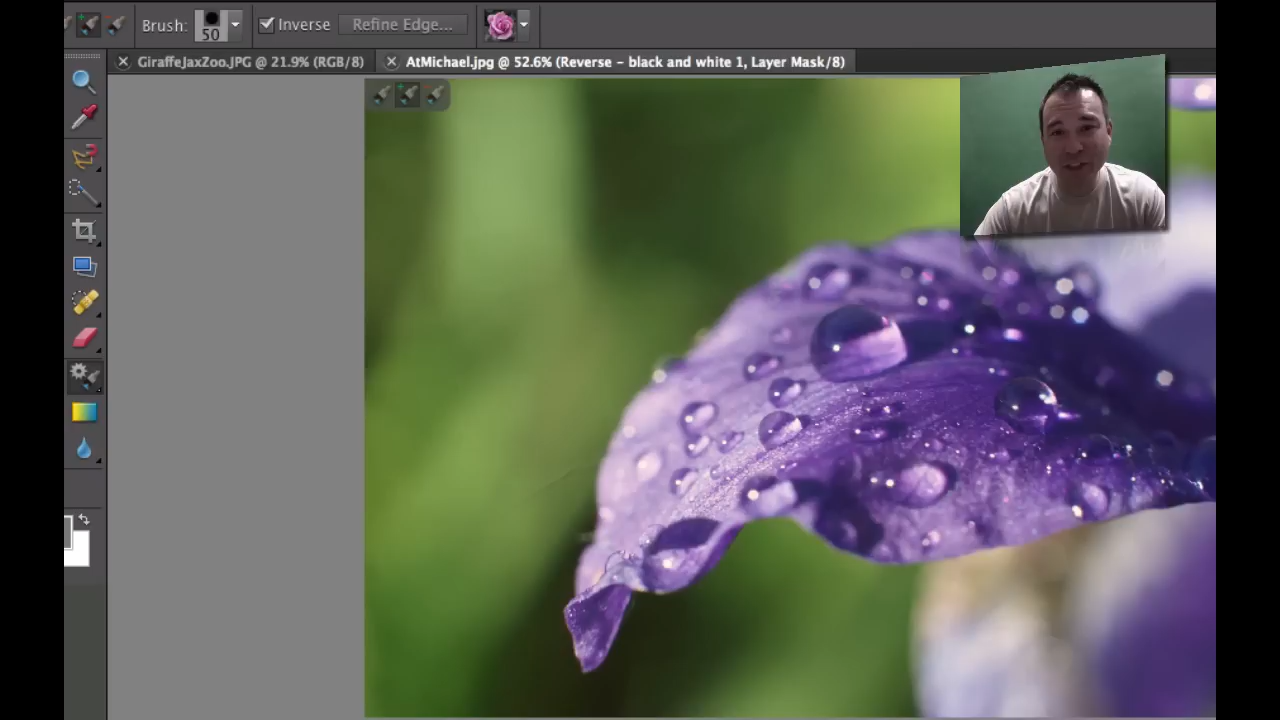 Brush: 50 Inverse Refine Edge...
GiraffeJaxZoo.JPG @ 21.9% (RGB/8) AtMichael.jpg @ 52.6% (Reverse – black and white 1, Layer Mask/8)